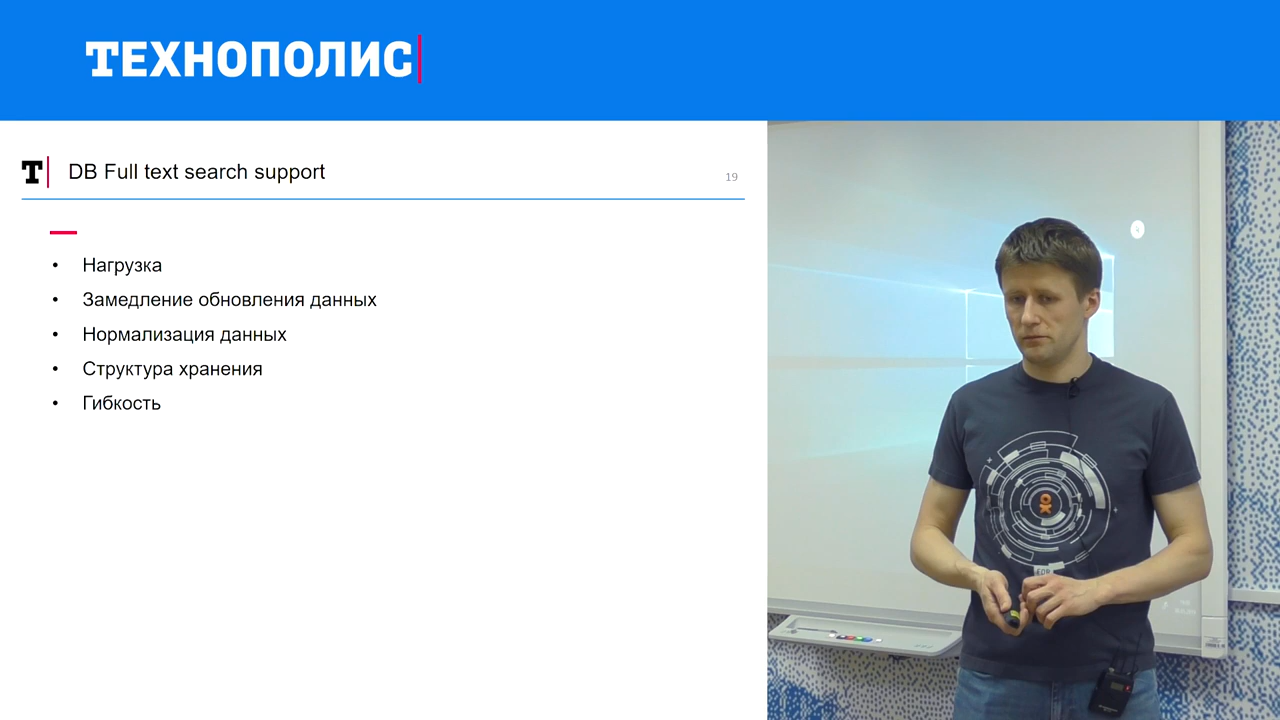 ТЕХНОПОЛИС
Т
DB Full text search support
19
• Нагрузка
• Замедление обновления данных
• Нормализация данных
• Структура хранения
• Гибкость